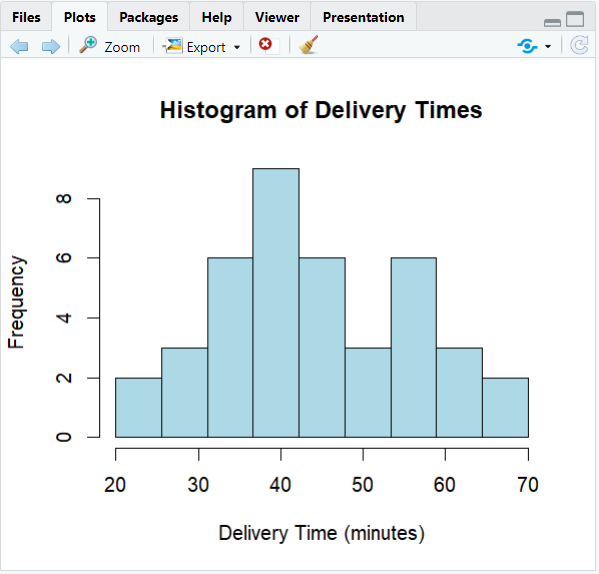 Files Plots Packages Help Viewer Presentation
Zoom Export
Histogram of Delivery Times
Frequency
8
6
4
2
0
20 30 40 50 60 70
Delivery Time (minutes)